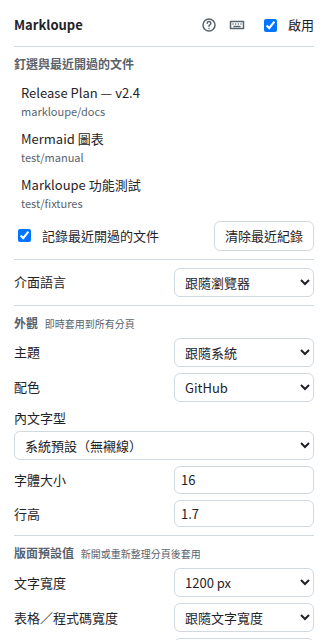 Markloupe 啟用
釘選與最近開過的文件
Release Plan — v2.4
markloupe/docs
Mermaid 圖表
test/manual
Markloupe 功能測試
test/fixtures
記錄最近開過的文件 清除最近紀錄
介面語言 跟隨瀏覽器
外觀 即時套用到所有分頁
主題 跟隨系統
配色 GitHub
內文字型
系統預設（無襯線）
字體大小 16
行高 1.7
版面預設值 新開或重新整理分頁後套用
文字寬度 1200 px
表格／程式碼寬度 跟隨文字寬度